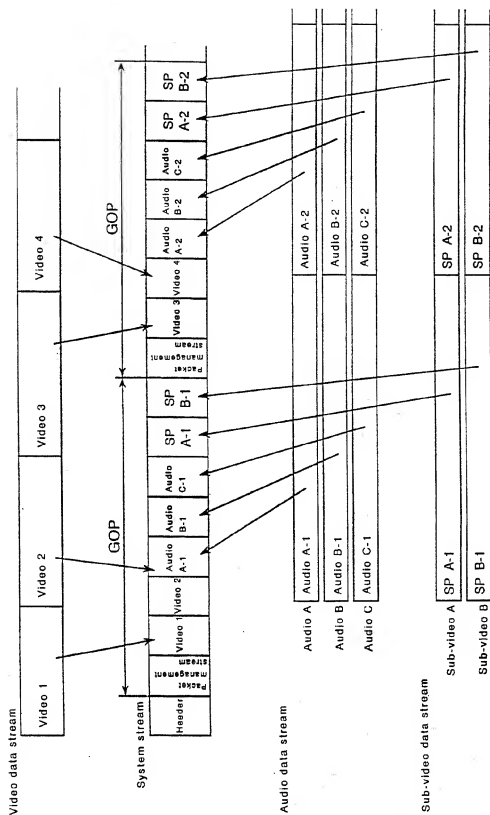 Video data stream
Video 1
Video 2
Video 3
Video 4
System stream
GOP
GOP
Heeder
Packet
management
stream
Video 1
Video 2
Audio
A-1
Audio
B-1
Audio
C-1
SP
A-1
SP
B-1
Packet
management
stream
Video 3
Video 4
Audio
A-2
Audio
B-2
Audio
C-2
SP
A-2
SP
B-2
Audio data stream
Audio A
Audio A-1
Audio A-2
Audio B
Audio B-1
Audio B-2
Audio C
Audio C-1
Audio C-2
Sub-video data stream
Sub-video A
SP A-1
SP A-2
Sub-video B
SP B-1
SP B-2